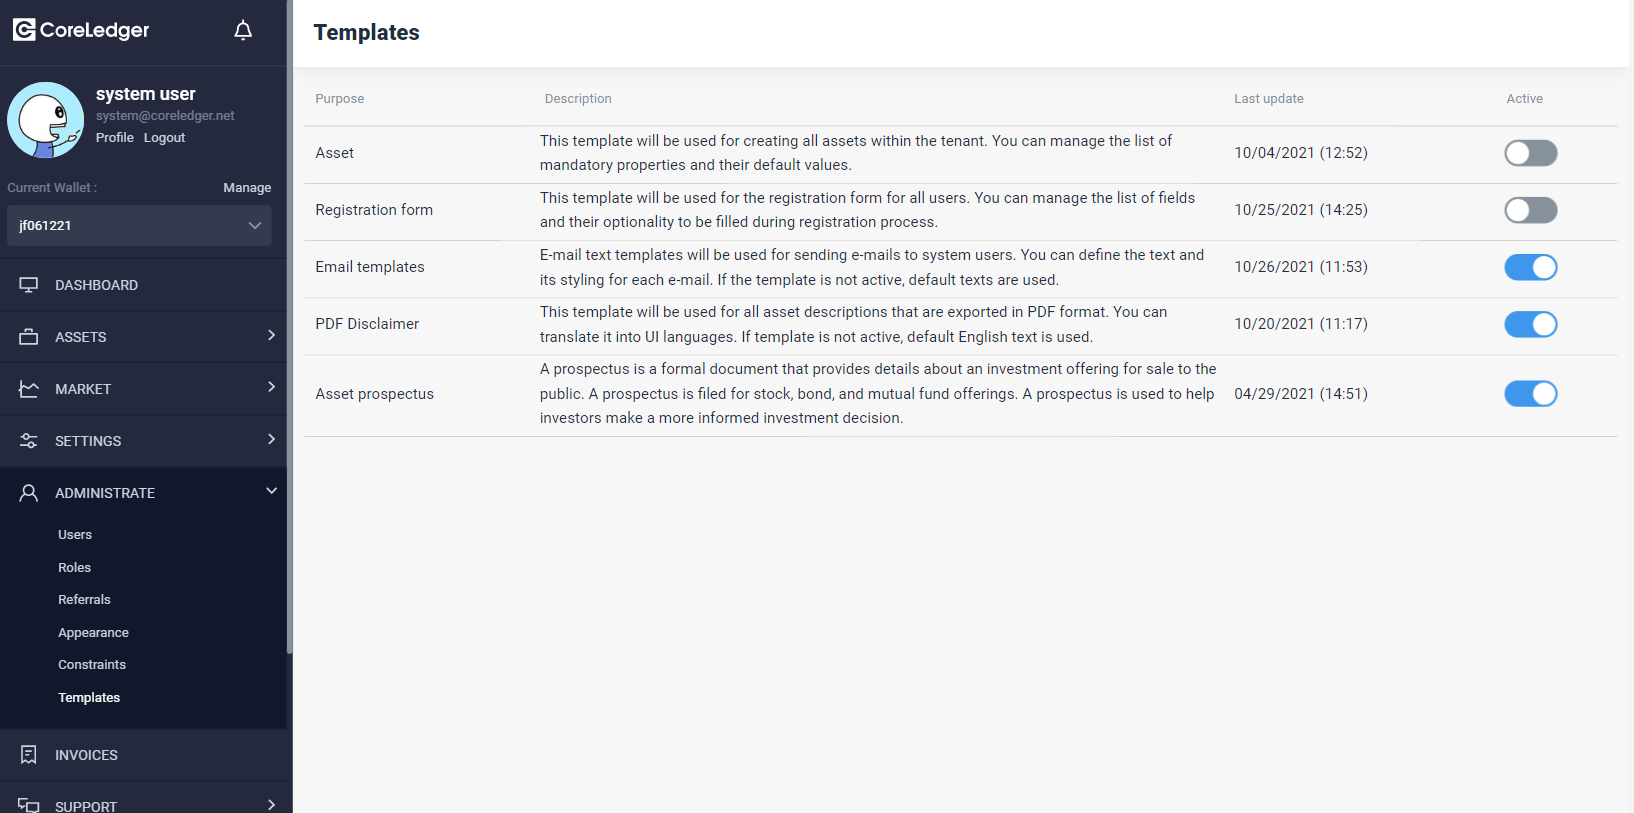 CoreLedger
system user
system@coreledger.net
Profile Logout
Current Wallet : Manage
jf061221
DASHBOARD
ASSETS
MARKET
SETTINGS
ADMINISTRATE
Users
Roles
Referrals
Appearance
Constraints
Templates
INVOICES
SUPPORT
Templates
Purpose Description Last update Active
Asset
This template will be used for creating all assets within the tenant. You can manage the list of
mandatory properties and their default values.
10/04/2021 (12:52)
Registration form
This template will be used for the registration form for all users. You can manage the list of fields
and their optionality to be filled during registration process.
10/25/2021 (14:25)
Email templates
E-mail text templates will be used for sending e-mails to system users. You can define the text and
its styling for each e-mail. If the template is not active, default texts are used.
10/26/2021 (11:53)
PDF Disclaimer
This template will be used for all asset descriptions that are exported in PDF format. You can
translate it into UI languages. If template is not active, default English text is used.
10/20/2021 (11:17)
Asset prospectus
A prospectus is a formal document that provides details about an investment offering for sale to the
public. A prospectus is filed for stock, bond, and mutual fund offerings. A prospectus is used to help
investors make a more informed investment decision.
04/29/2021 (14:51)